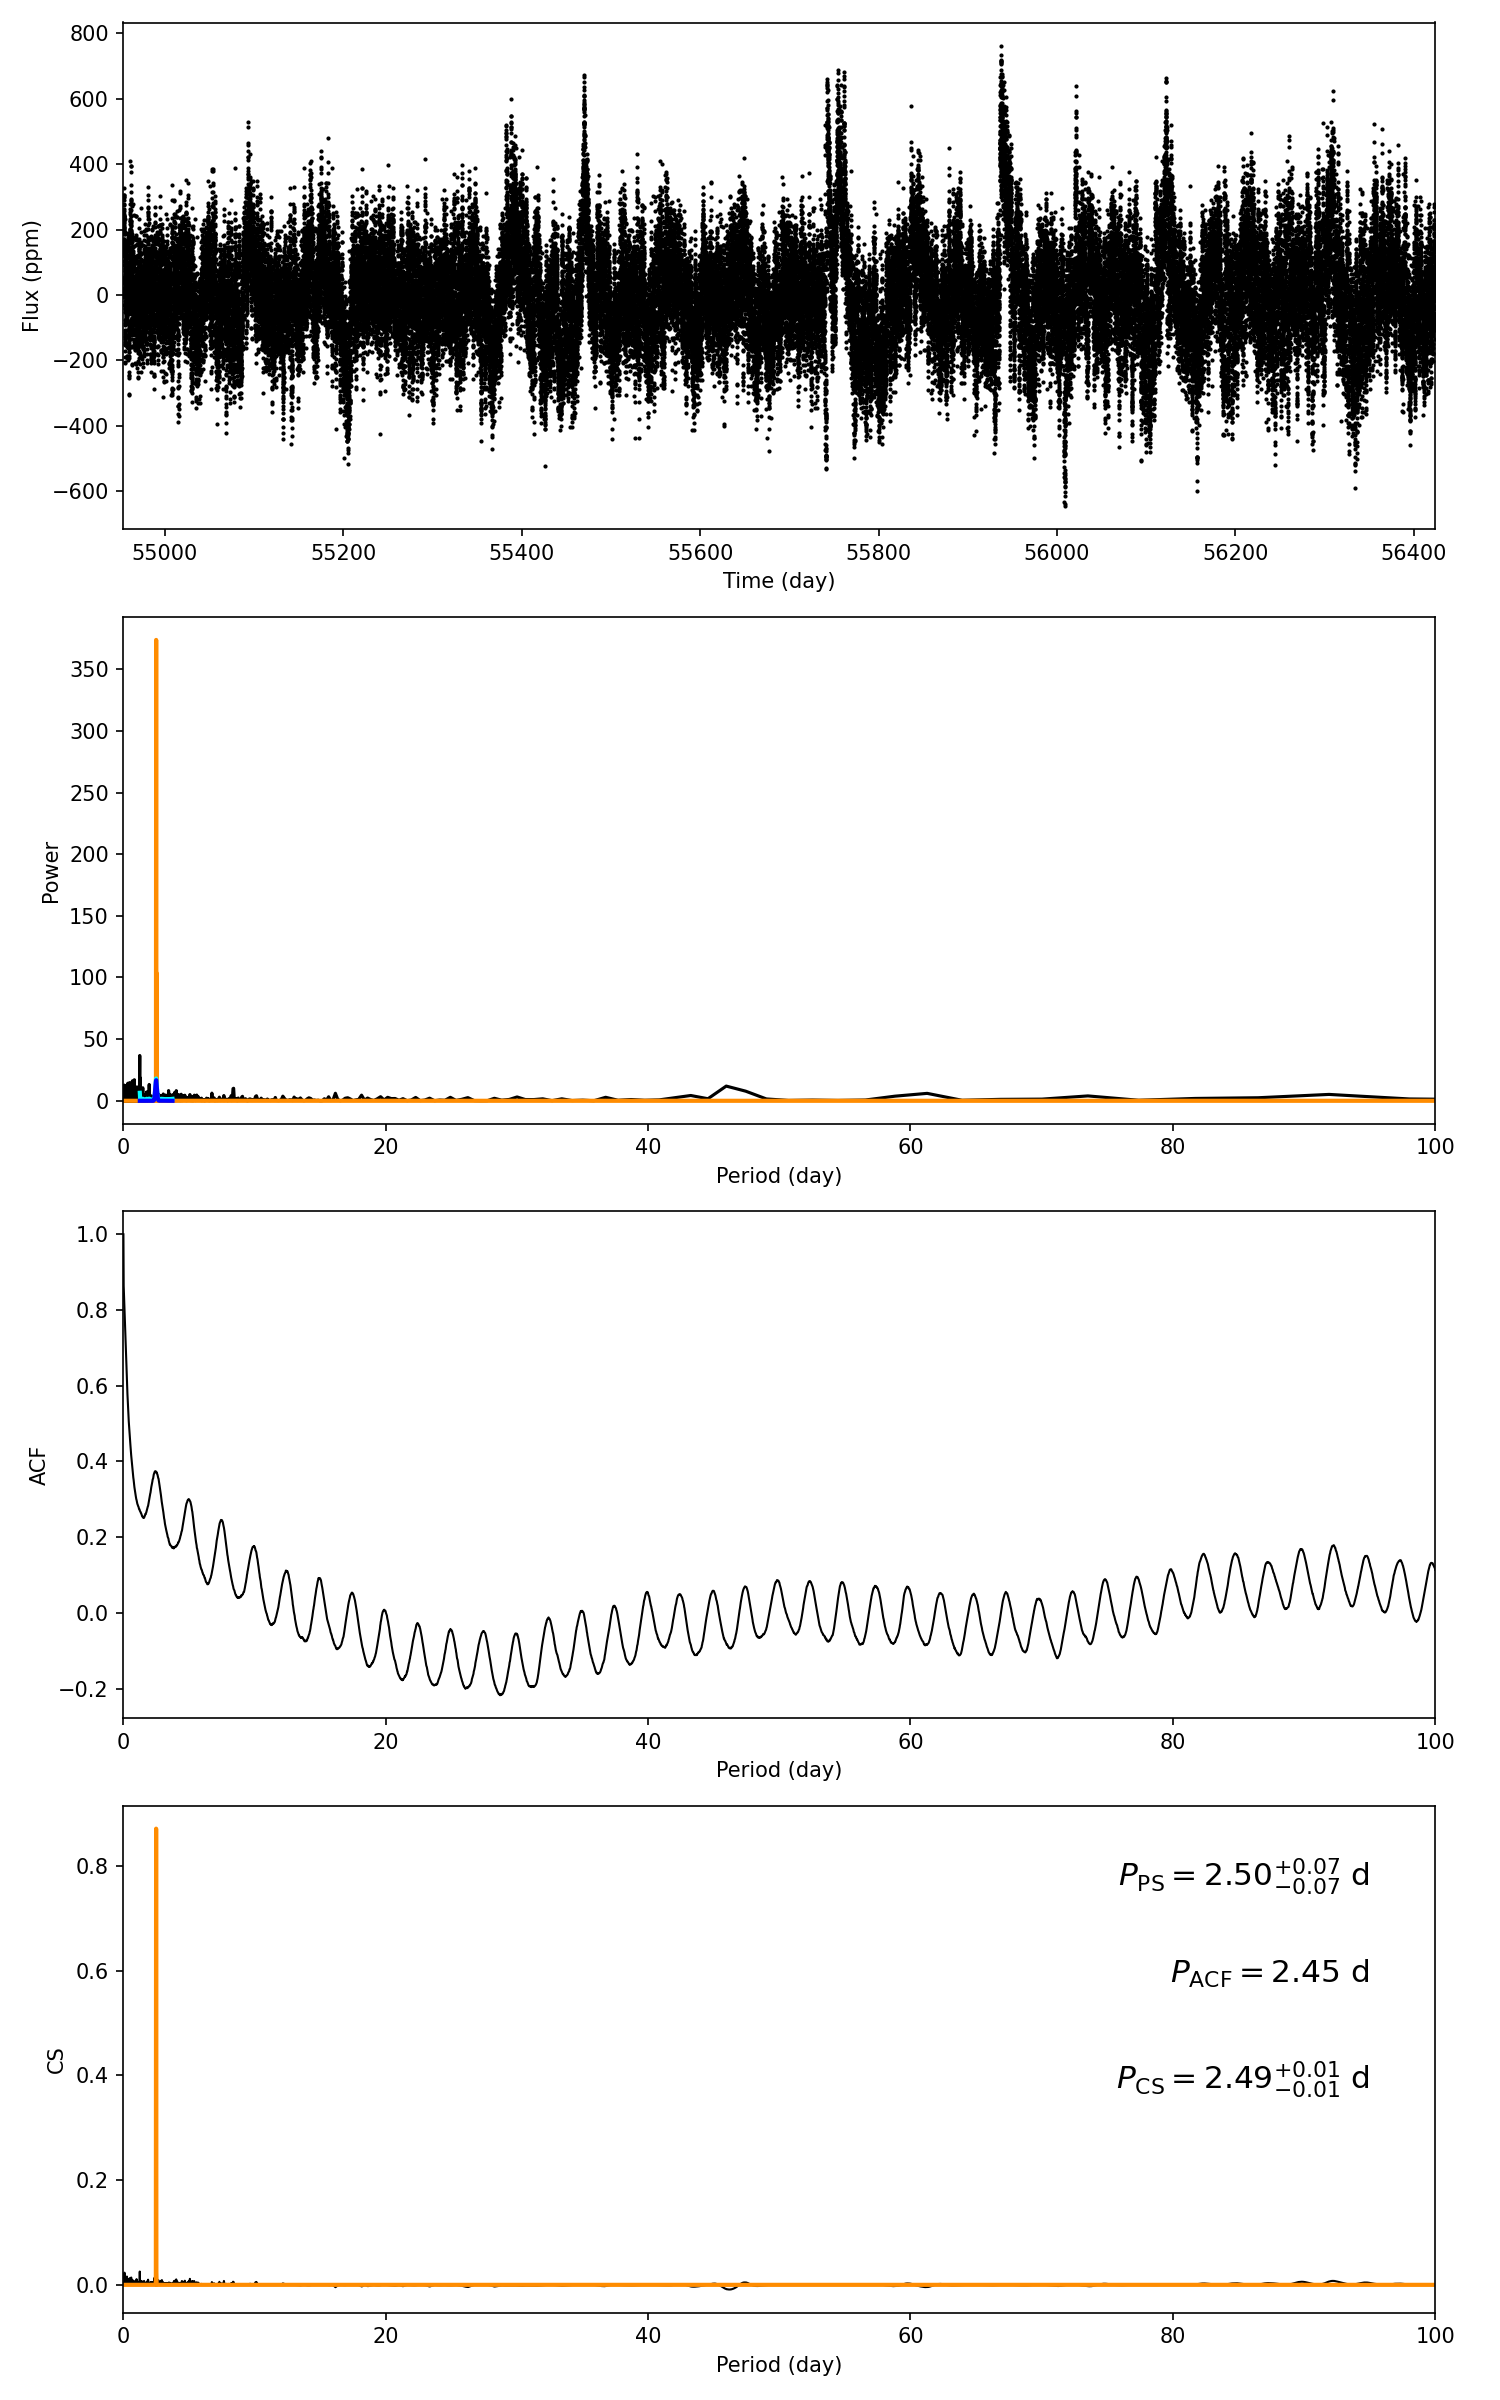 800
600
400
200
0
−200
−400
−600
Flux (ppm)
55000 55200 55400 55600 55800 56000 56200 56400
Time (day)
350
300
250
200
150
100
50
0
Power
0 20 40 60 80 100
Period (day)
1.0
0.8
0.6
0.4
0.2
0.0
−0.2
ACF
0 20 40 60 80 100
Period (day)
0.8
0.6
0.4
0.2
0.0
CS
P_PS = 2.50 +0.07 −0.07 d
P_ACF = 2.45 d
P_CS = 2.49 +0.01 −0.01 d
0 20 40 60 80 100
Period (day)